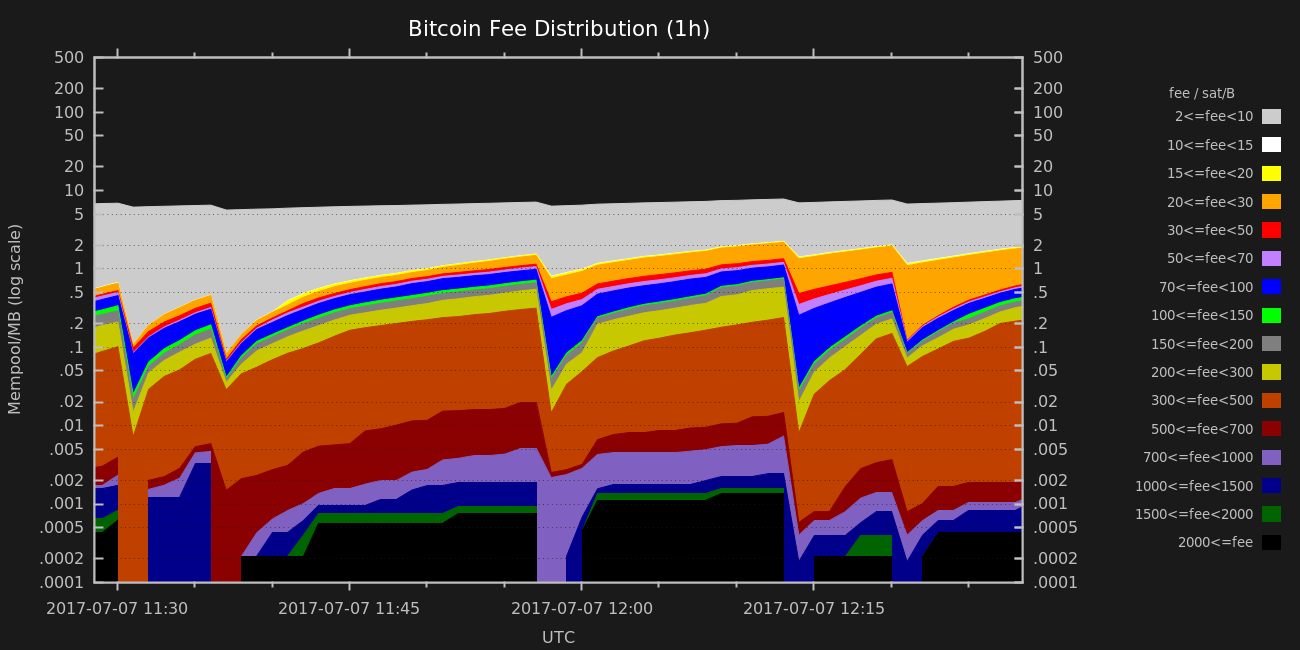 Bitcoin Fee Distribution (1h)
500
200
100
50
20
10
5
2
1
.5
.2
.1
.05
.02
.01
.005
.002
.001
.0005
.0002
.0001
Mempool/MB (log scale)
500
200
100
50
20
10
5
2
1
.5
.2
.1
.05
.02
.01
.005
.002
.001
.0005
.0002
.0001
2017-07-07 11:30 2017-07-07 11:45 2017-07-07 12:00 2017-07-07 12:15
UTC
fee / sat/B
2<=fee<10
10<=fee<15
15<=fee<20
20<=fee<30
30<=fee<50
50<=fee<70
70<=fee<100
100<=fee<150
150<=fee<200
200<=fee<300
300<=fee<500
500<=fee<700
700<=fee<1000
1000<=fee<1500
1500<=fee<2000
2000<=fee